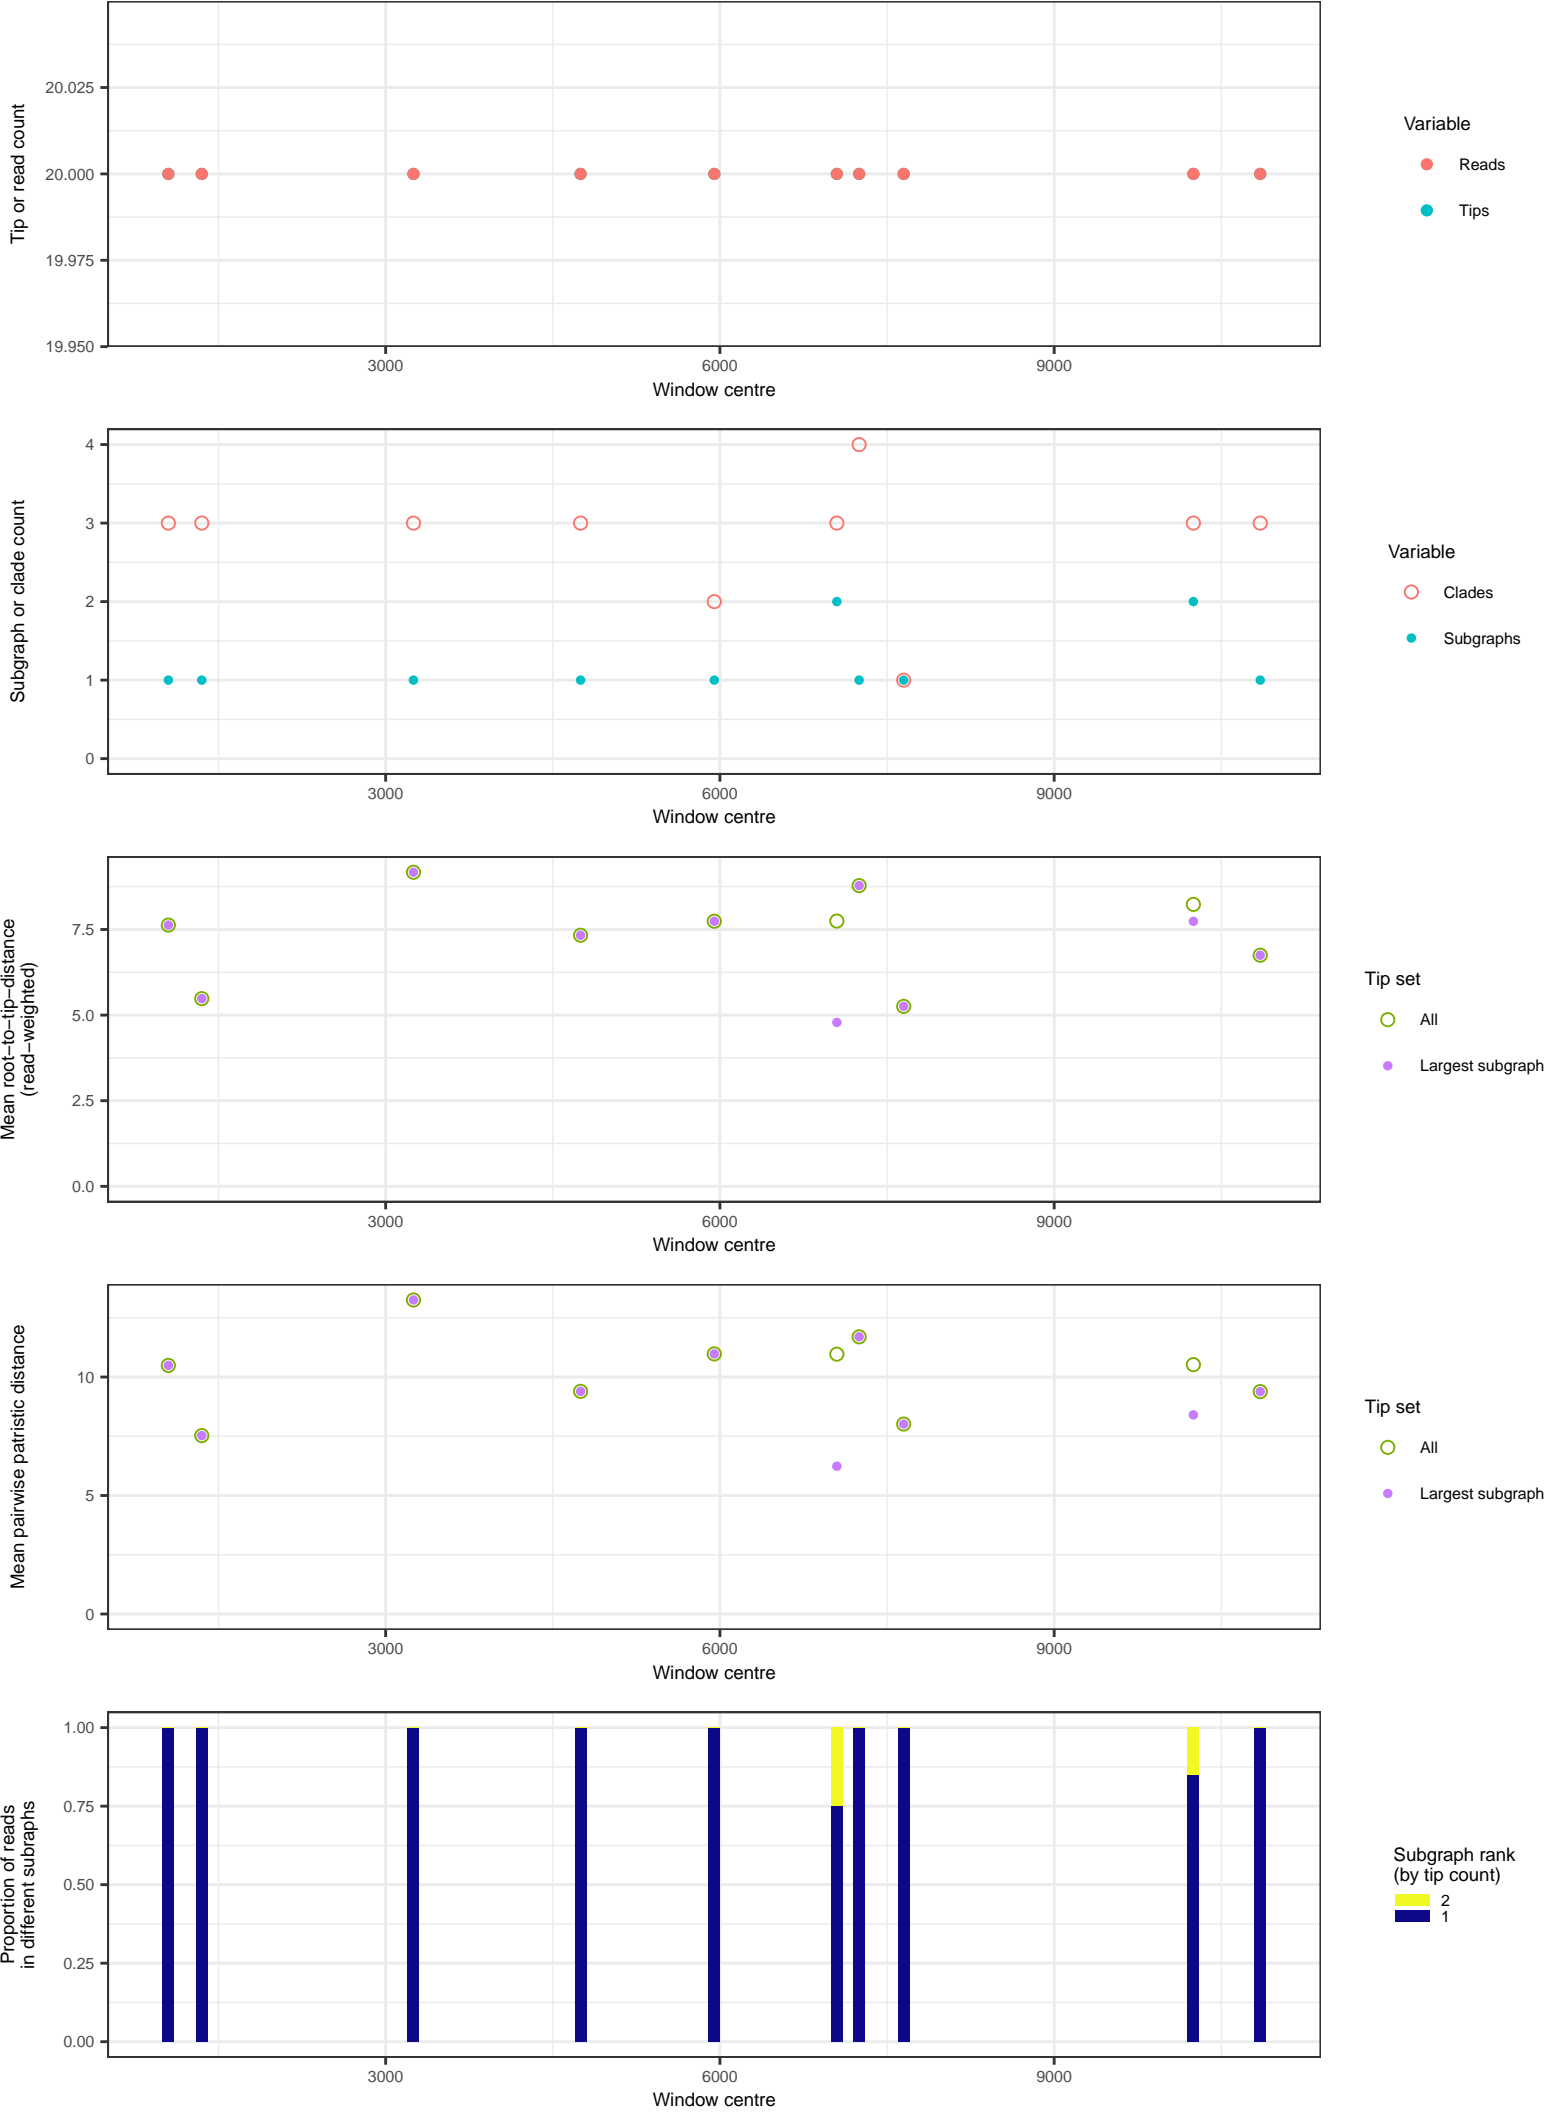 Tip or read count
20.025
20.000
19.975
19.950
3000 6000 9000
Window centre
Variable
Reads
Tips
Subgraph or clade count
4
3
2
1
0
3000 6000 9000
Window centre
Variable
Clades
Subgraphs
Mean root−to−tip−distance
(read−weighted)
7.5
5.0
2.5
0.0
3000 6000 9000
Window centre
Tip set
All
Largest subgraph
Mean pairwise patristic distance
10
5
0
3000 6000 9000
Window centre
Tip set
All
Largest subgraph
Proportion of reads
in different subraphs
1.00
0.75
0.50
0.25
0.00
3000 6000 9000
Window centre
Subgraph rank
(by tip count)
2
1